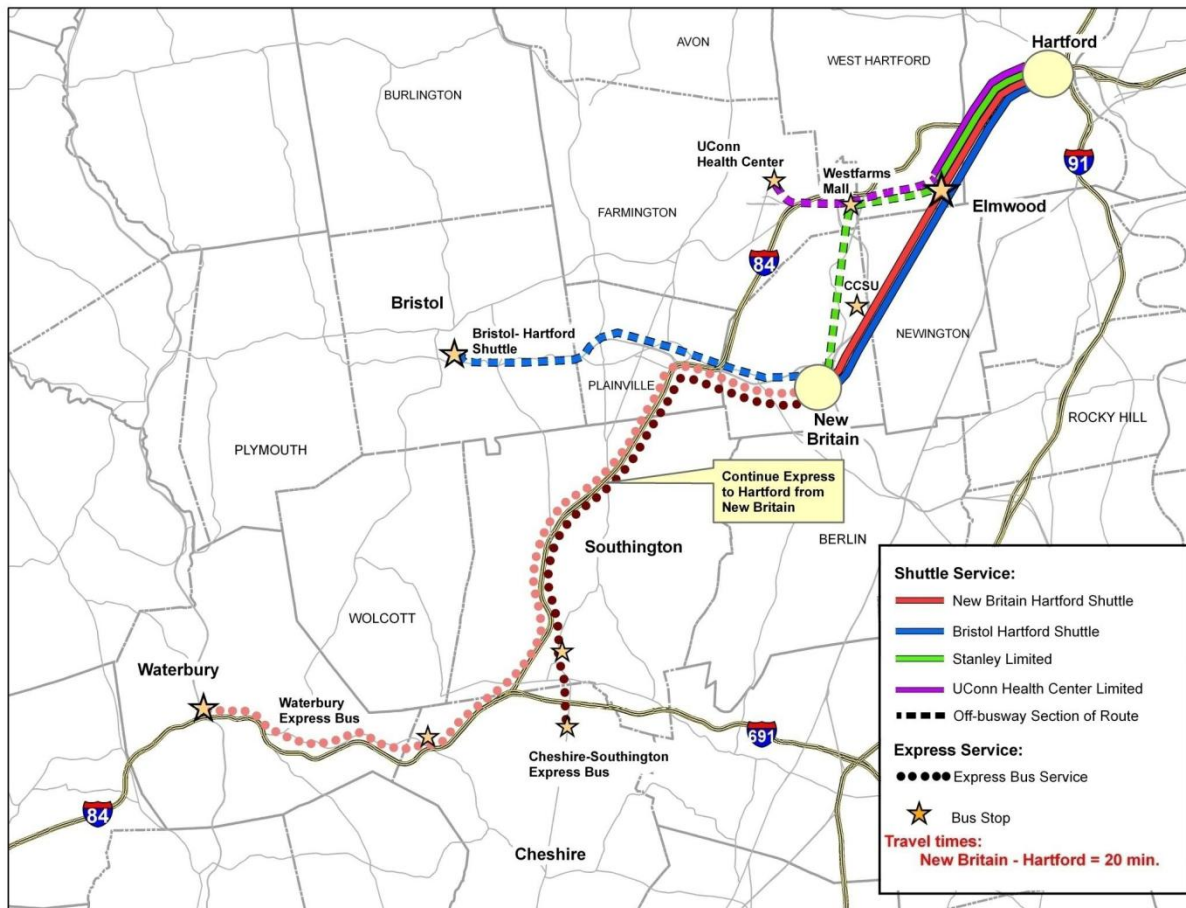 Hartford
AVON
WEST HARTFORD
BURLINGTON
UConn
Health Center
Westfarms
Mall
91
FARMINGTON
Elmwood
84
CCSU
Bristol
NEWINGTON
Bristol- Hartford
Shuttle
PLAINVILLE
New
Britain
ROCKY HILL
PLYMOUTH
Continue Express
to Hartford from
New Britain
BERLIN
Southington
WOLCOTT
Waterbury
Waterbury
Express Bus
691
Cheshire-Southington
Express Bus
84
Cheshire
Shuttle Service:
New Britain Hartford Shuttle
Bristol Hartford Shuttle
Stanley Limited
UConn Health Center Limited
Off-busway Section of Route
Express Service:
Express Bus Service
Bus Stop
Travel times:
New Britain - Hartford = 20 min.